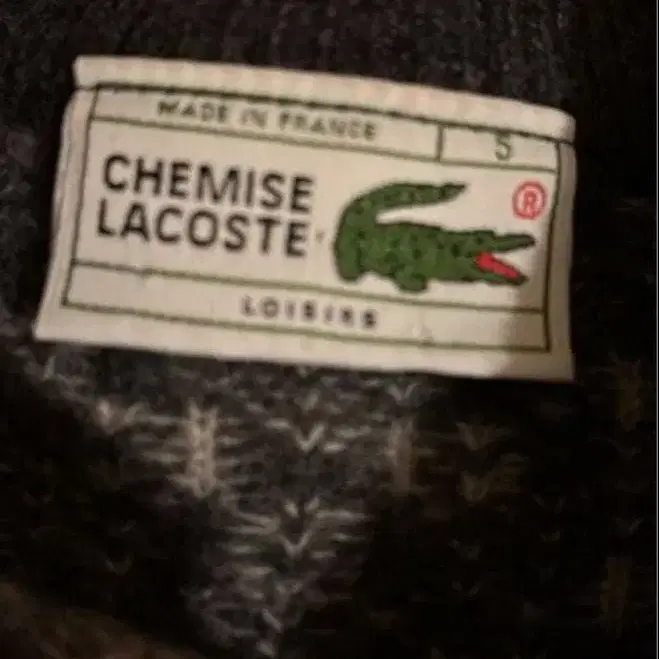 MADE IN FRANCE 5
CHEMISE
LACOSTE
®
LOISIRS